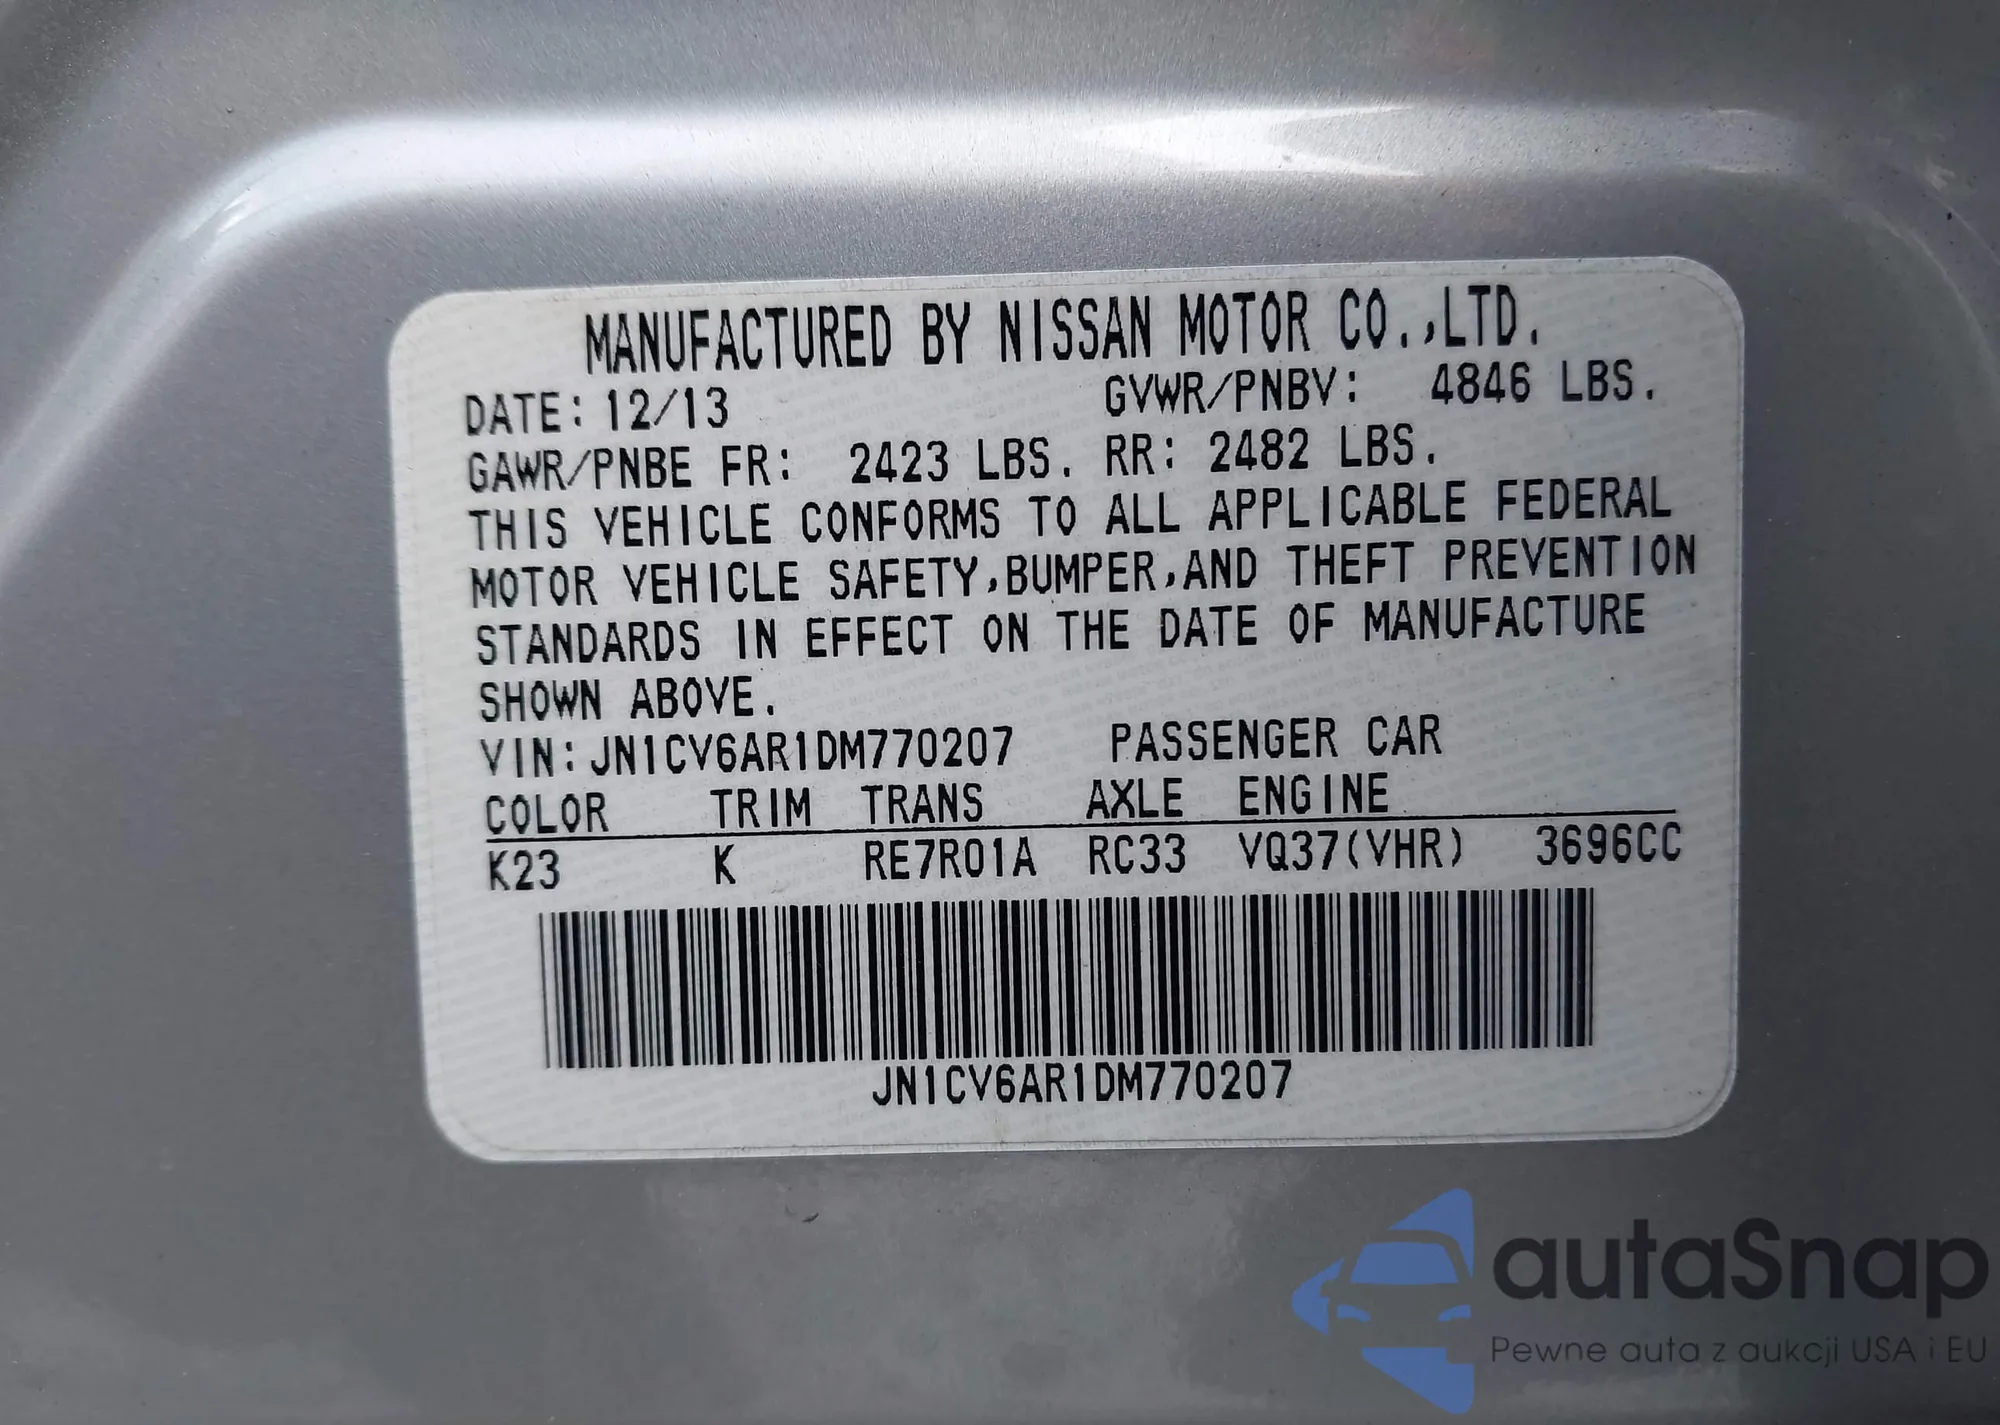 MANUFACTURED BY NISSAN MOTOR CO.,LTD.
DATE: 12/13 GVWR/PNBV: 4846 LBS.
GAWR/PNBE FR: 2423 LBS. RR: 2482 LBS.
THIS VEHICLE CONFORMS TO ALL APPLICABLE FEDERAL
MOTOR VEHICLE SAFETY,BUMPER,AND THEFT PREVENTION
STANDARDS IN EFFECT ON THE DATE OF MANUFACTURE
SHOWN ABOVE.
VIN:JN1CV6AR1DM770207 PASSENGER CAR
COLOR TRIM TRANS AXLE ENGINE
K23 K RE7R01A RC33 VQ37(VHR) 3696CC
JN1CV6AR1DM770207
autaSnap
Pewne auta z aukcji USA i EU